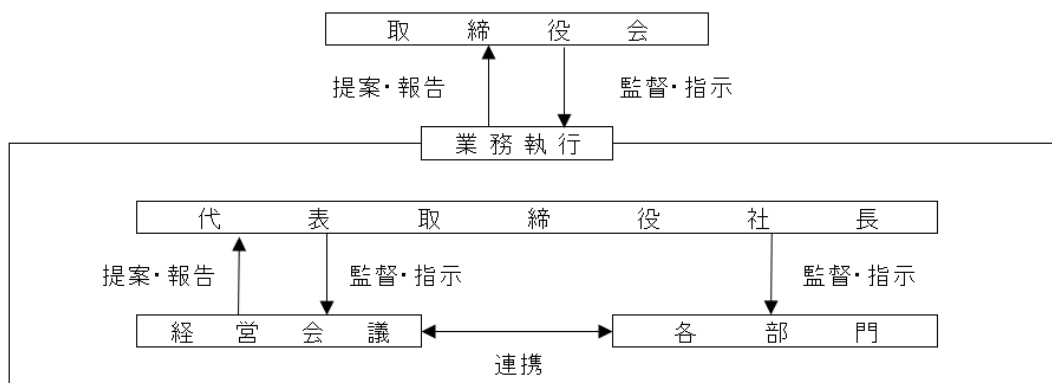 取締役会
提案・報告 監督・指示
業務執行
代表取締役社長
提案・報告 監督・指示 監督・指示
経営会議 各部門
連携